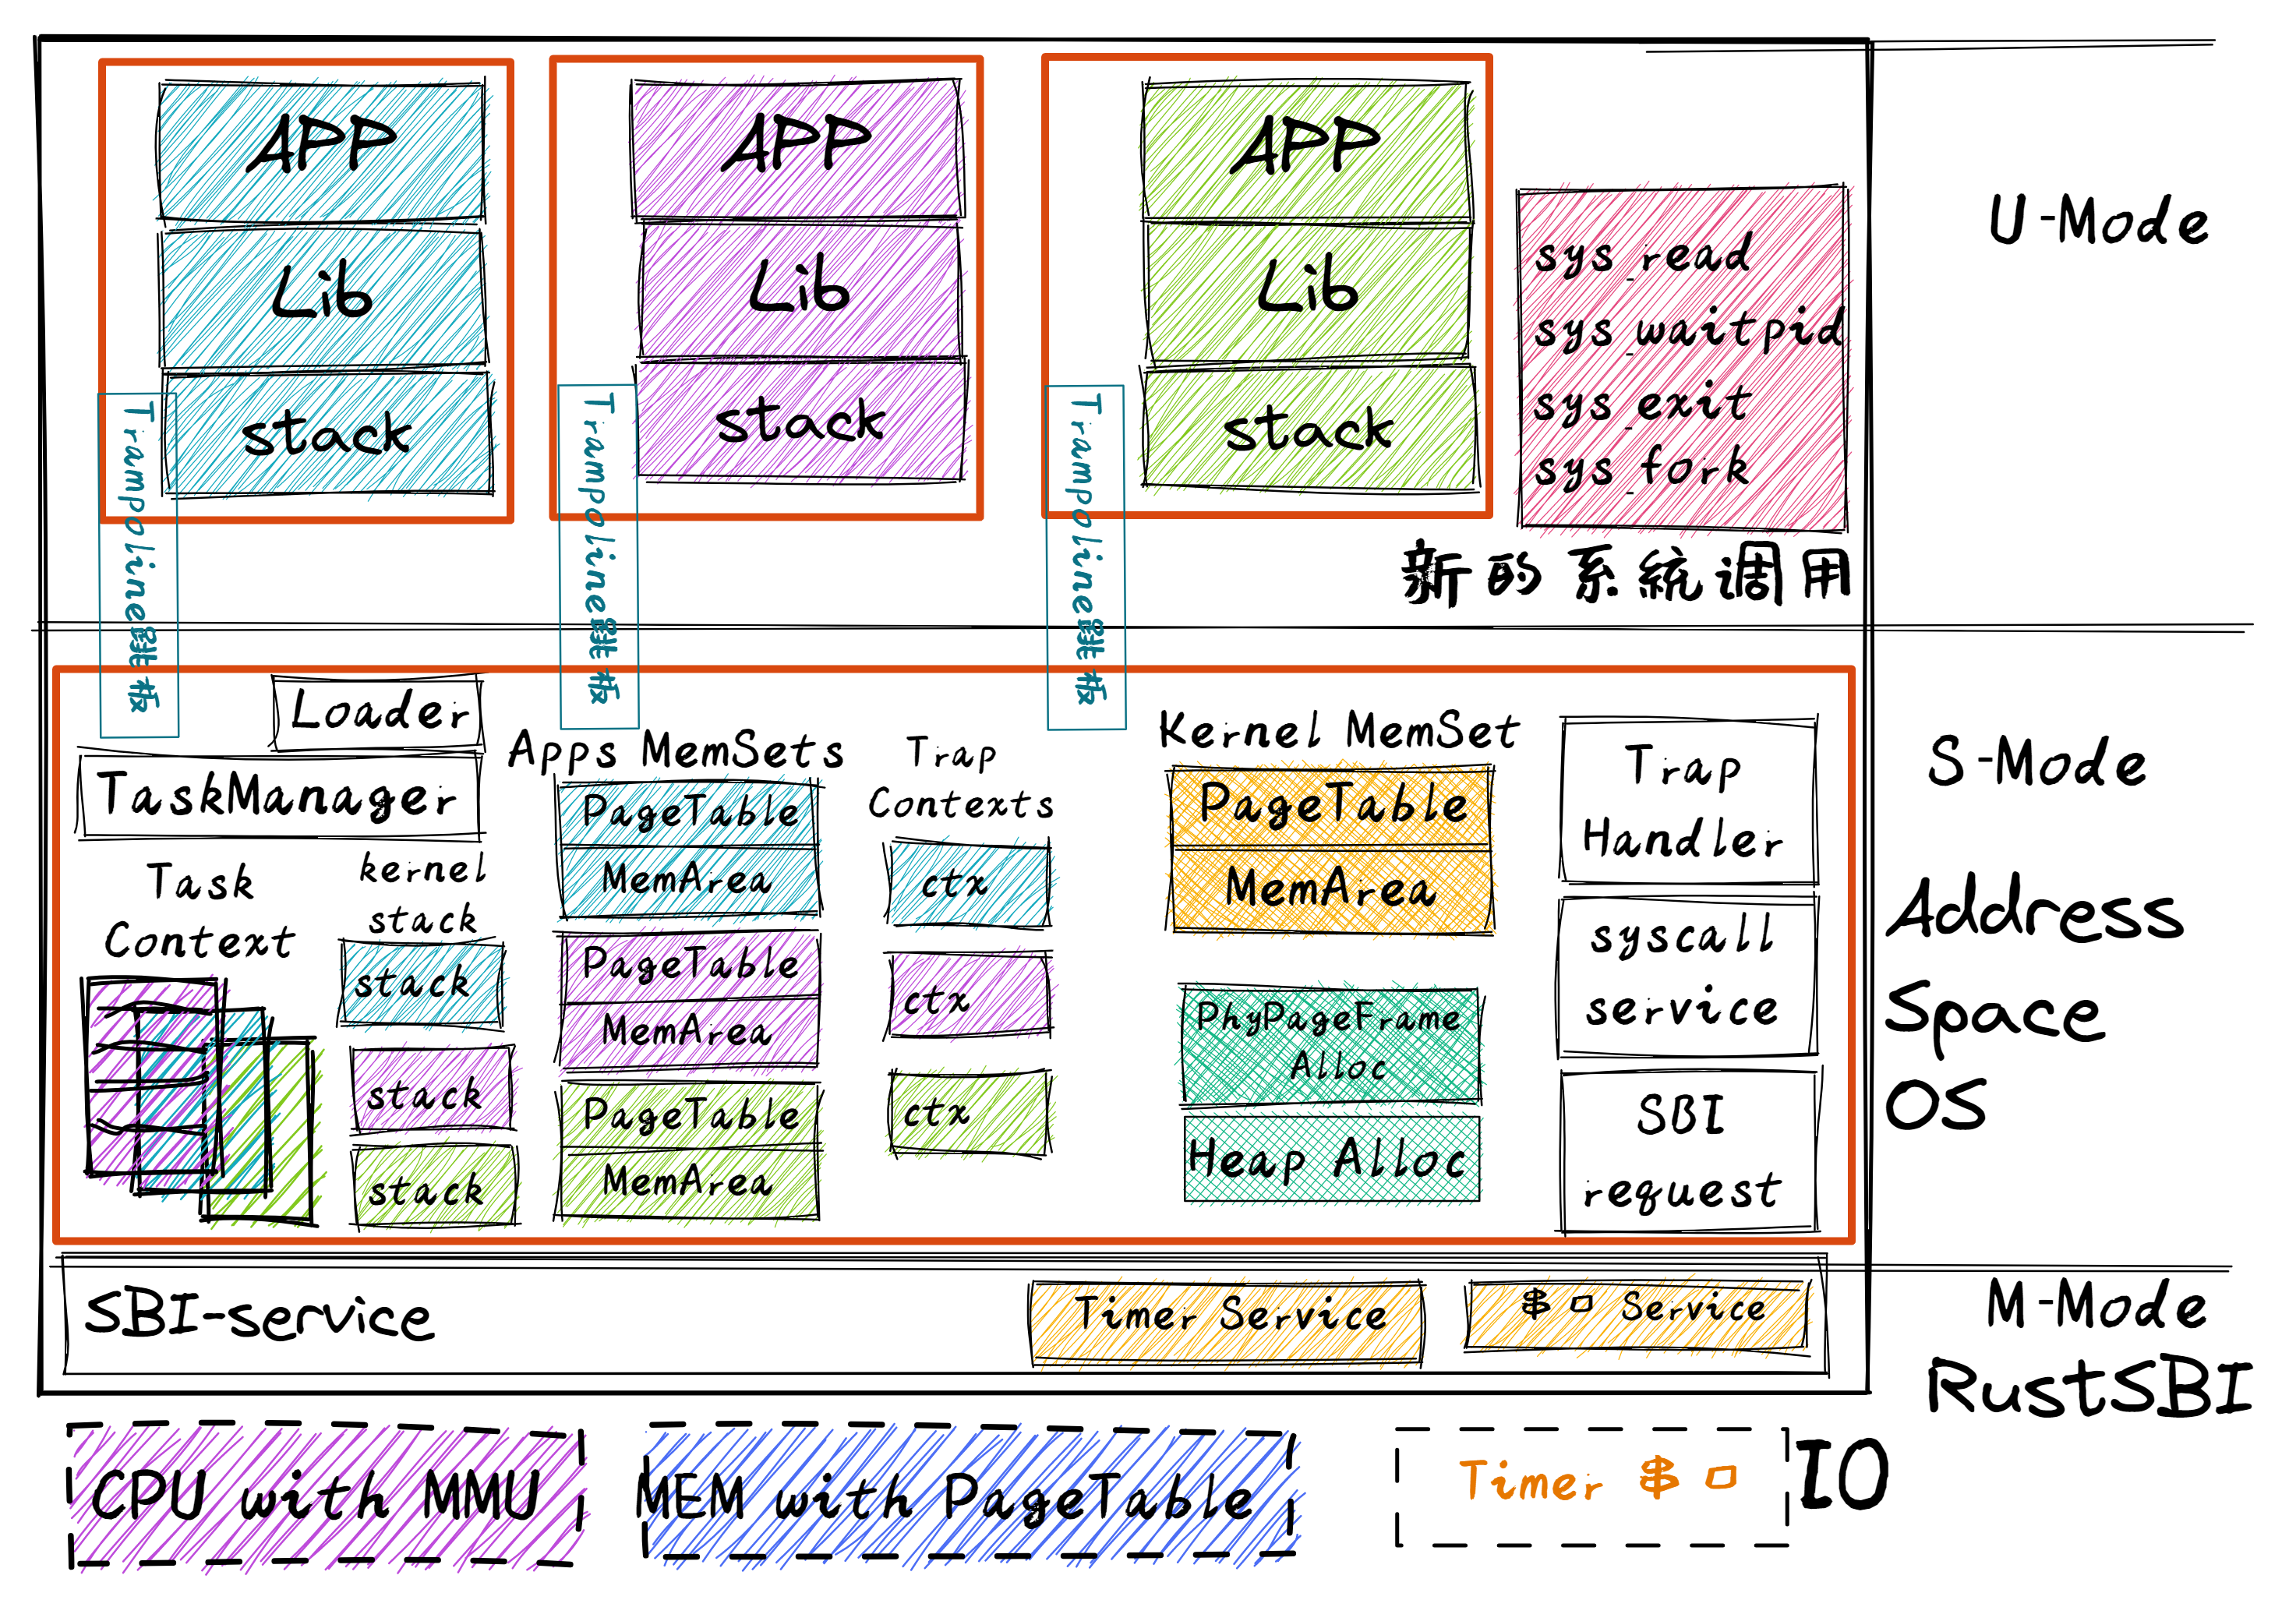 APP
Lib
stack
APP
Lib
stack
APP
Lib
stack
sys_read
sys_waitpid
sys_exit
sys_fork
新的系統调用
U-Mode
Trampoline跳板
Trampoline跳板
Trampoline跳板
Loader
TaskManager
Task
Context
kernel
stack
stack
stack
stack
Apps MemSets
PageTable
MemArea
PageTable
MemArea
PageTable
MemArea
Trap
Contexts
ctx
ctx
ctx
Kernel MemSet
PageTable
MemArea
PhyPageFrame
Alloc
Heap Alloc
Trap
Handler
syscall
service
SBI
request
S-Mode
Address
Space
OS
SBI-service
Timer Service
串口 Service
M-Mode
RustSBI
CPU with MMU
MEM with PageTable
Timer 串口
IO